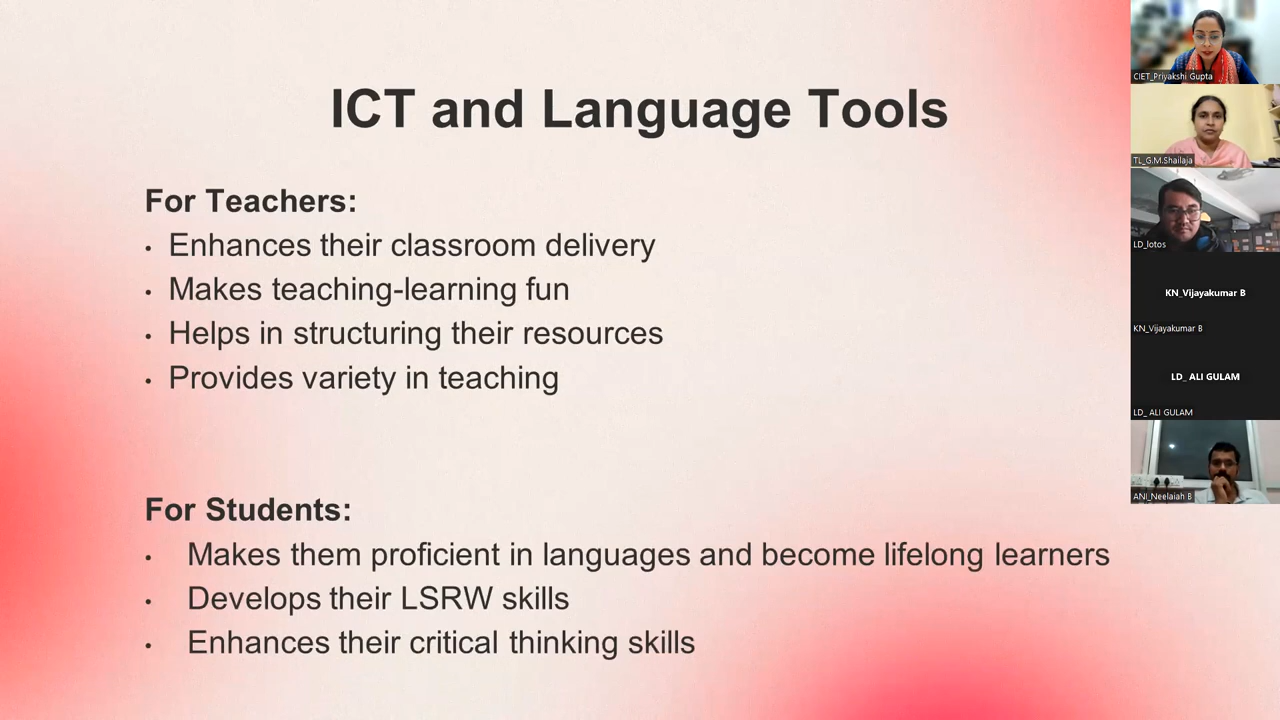 ICT and Language Tools
For Teachers:
• Enhances their classroom delivery
• Makes teaching-learning fun
• Helps in structuring their resources
• Provides variety in teaching
For Students:
• Makes them proficient in languages and become lifelong learners
• Develops their LSRW skills
• Enhances their critical thinking skills
CIET_Priyakshi Gupta
TL_G.M.Shailaja
LD_lotos
KN_Vijayakumar B
KN_Vijayakumar B
LD_ ALI GULAM
LD_ ALI GULAM
ANI_Neelaiah B